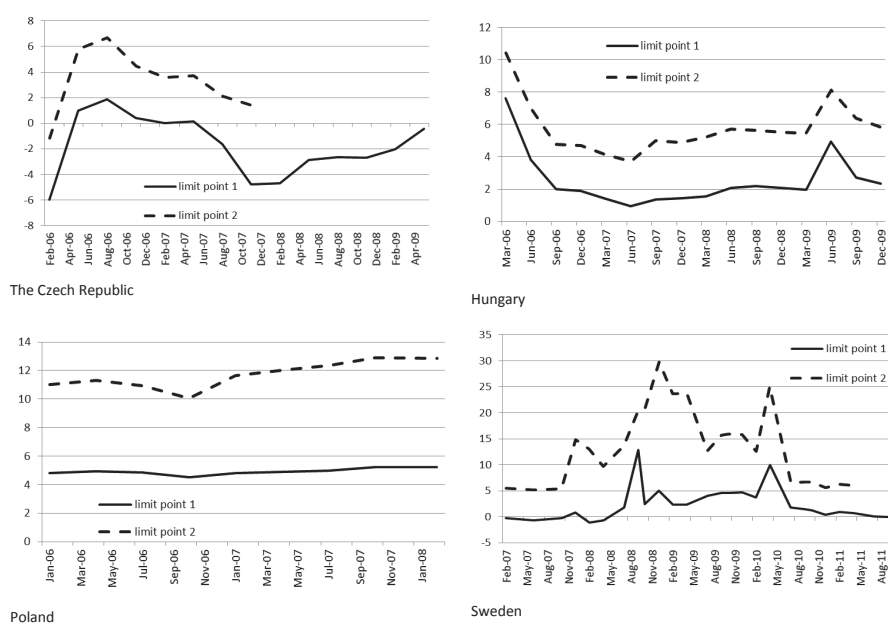 8
6
4
2
0
-2
-4
-6
-8
limit point 1
limit point 2
Feb-06
Apr-06
Jun-06
Aug-06
Oct-06
Dec-06
Feb-07
Apr-07
Jun-07
Aug-07
Oct-07
Dec-07
Feb-08
Apr-08
Jun-08
Aug-08
Oct-08
Dec-08
Feb-09
Apr-09
The Czech Republic
12
10
8
6
4
2
0
limit point 1
limit point 2
Mar-06
Jun-06
Sep-06
Dec-06
Mar-07
Jun-07
Sep-07
Dec-07
Mar-08
Jun-08
Sep-08
Dec-08
Mar-09
Jun-09
Sep-09
Dec-09
Hungary
14
12
10
8
6
4
2
0
limit point 1
limit point 2
Jan-06
Mar-06
May-06
Jul-06
Sep-06
Nov-06
Jan-07
Mar-07
May-07
Jul-07
Sep-07
Nov-07
Jan-08
Poland
35
30
25
20
15
10
5
0
-5
limit point 1
limit point 2
Feb-07
May-07
Aug-07
Nov-07
Feb-08
May-08
Aug-08
Nov-08
Feb-09
May-09
Aug-09
Nov-09
Feb-10
May-10
Aug-10
Nov-10
Feb-11
May-11
Aug-11
Sweden